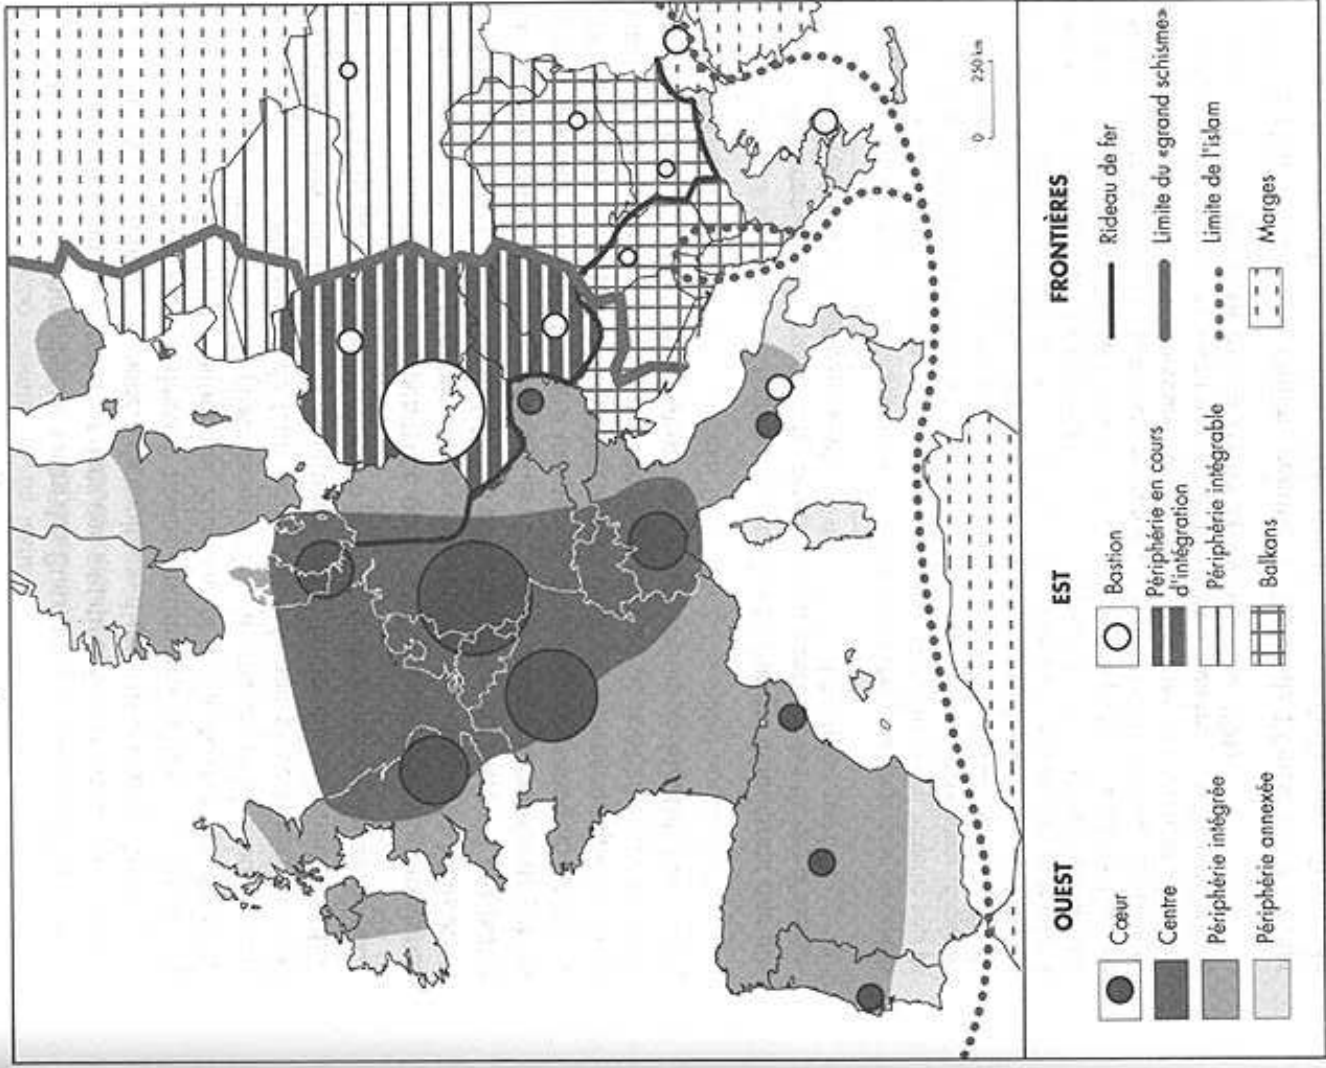 0 250 km
OUEST
Cœur
Centre
Périphérie intégrée
Périphérie annexée
EST
Bastion
Périphérie en cours
d'intégration
Périphérie intégrable
Balkans
FRONTIÈRES
Rideau de fer
Limite du «grand schisme»
Limite de l'islam
Marges